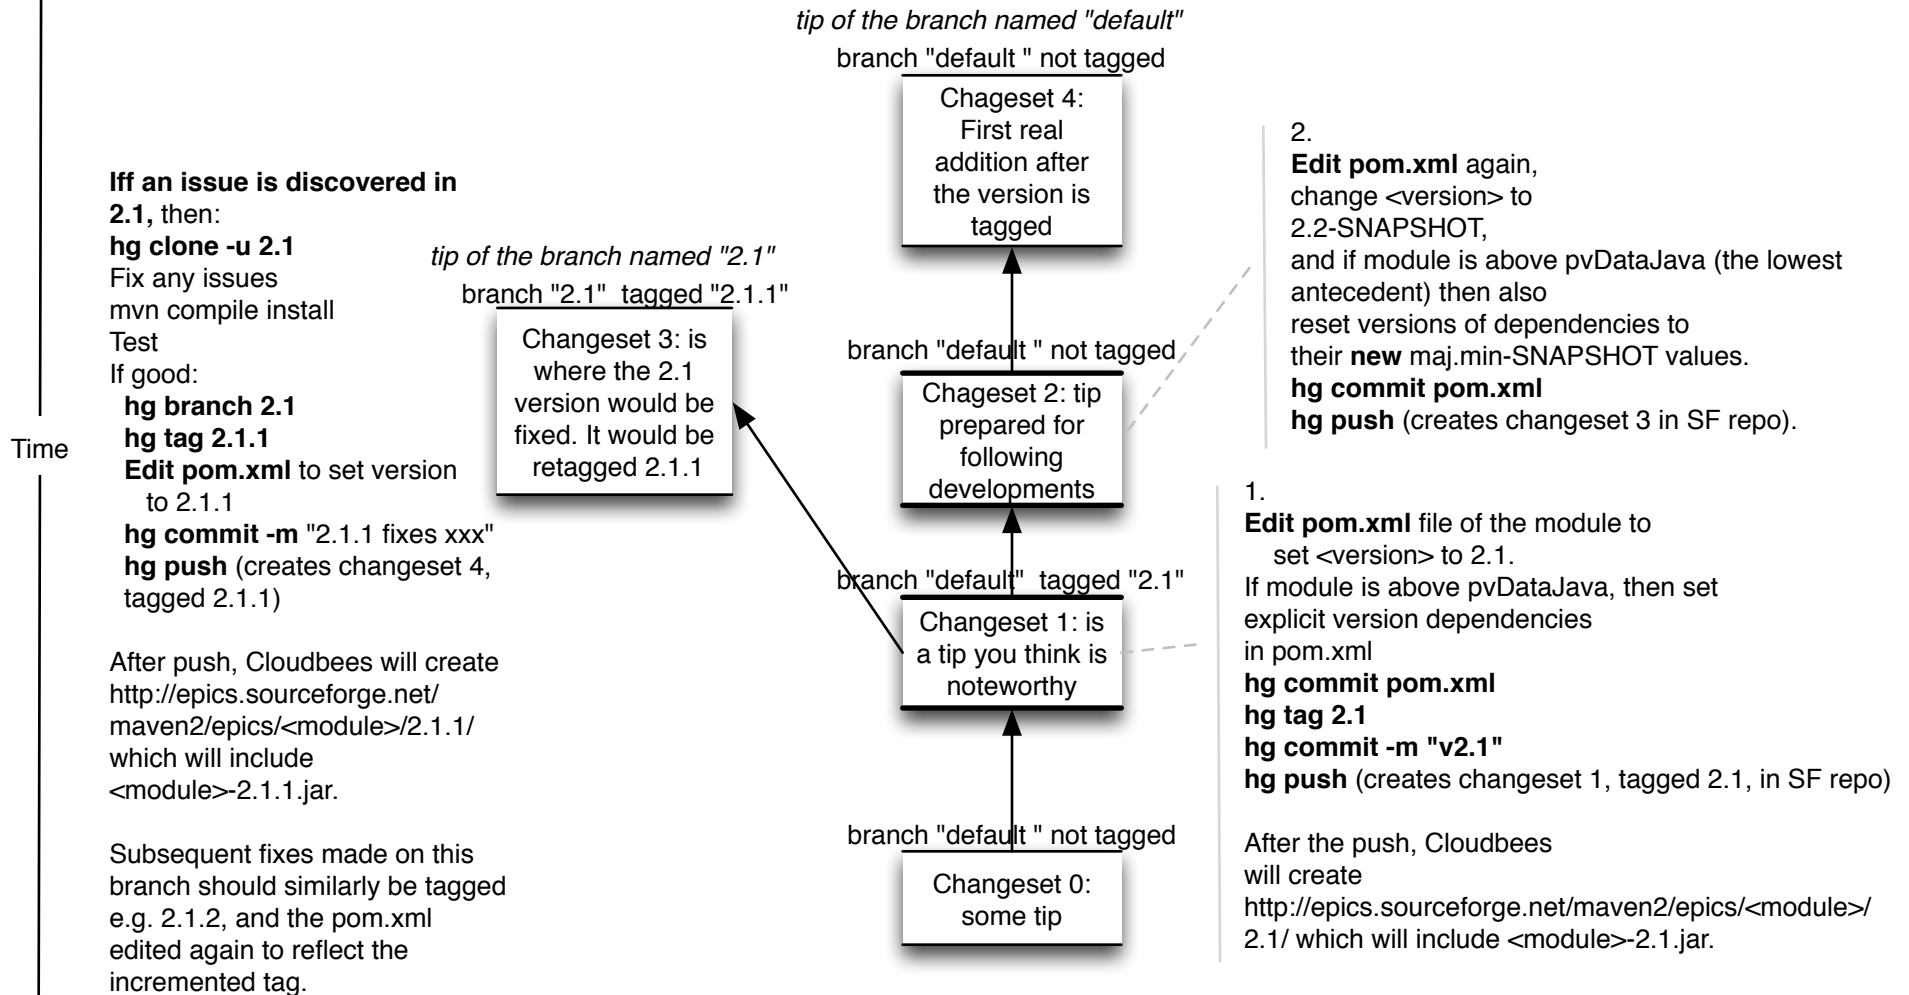 Time
Iff an issue is discovered in
2.1, then:
hg clone -u 2.1
Fix any issues
mvn compile install
Test
If good:
hg branch 2.1
hg tag 2.1.1
Edit pom.xml to set version
to 2.1.1
hg commit -m "2.1.1 fixes xxx"
hg push (creates changeset 4,
tagged 2.1.1)
After push, Cloudbees will create
http://epics.sourceforge.net/
maven2/epics/<module>/2.1.1/
which will include
<module>-2.1.1.jar.
Subsequent fixes made on this
branch should similarly be tagged
e.g. 2.1.2, and the pom.xml
edited again to reflect the
incremented tag.
tip of the branch named "2.1"
branch "2.1"  tagged "2.1.1"
Changeset 3: is
where the 2.1
version would be
fixed. It would be
retagged 2.1.1
tip of the branch named "default"
branch "default " not tagged
Chageset 4:
First real
addition after
the version is
tagged
branch "default " not tagged
Chageset 2: tip
prepared for
following
developments
branch "default"  tagged "2.1"
Changeset 1: is
a tip you think is
noteworthy
branch "default " not tagged
Changeset 0:
some tip
2.
Edit pom.xml again,
change <version> to
2.2-SNAPSHOT,
and if module is above pvDataJava (the lowest
antecedent) then also
reset versions of dependencies to
their new maj.min-SNAPSHOT values.
hg commit pom.xml
hg push (creates changeset 3 in SF repo).
1.
Edit pom.xml file of the module to
set <version> to 2.1.
If module is above pvDataJava, then set
explicit version dependencies
in pom.xml
hg commit pom.xml
hg tag 2.1
hg commit -m "v2.1"
hg push (creates changeset 1, tagged 2.1, in SF repo)
After the push, Cloudbees
will create
http://epics.sourceforge.net/maven2/epics/<module>/
2.1/ which will include <module>-2.1.jar.